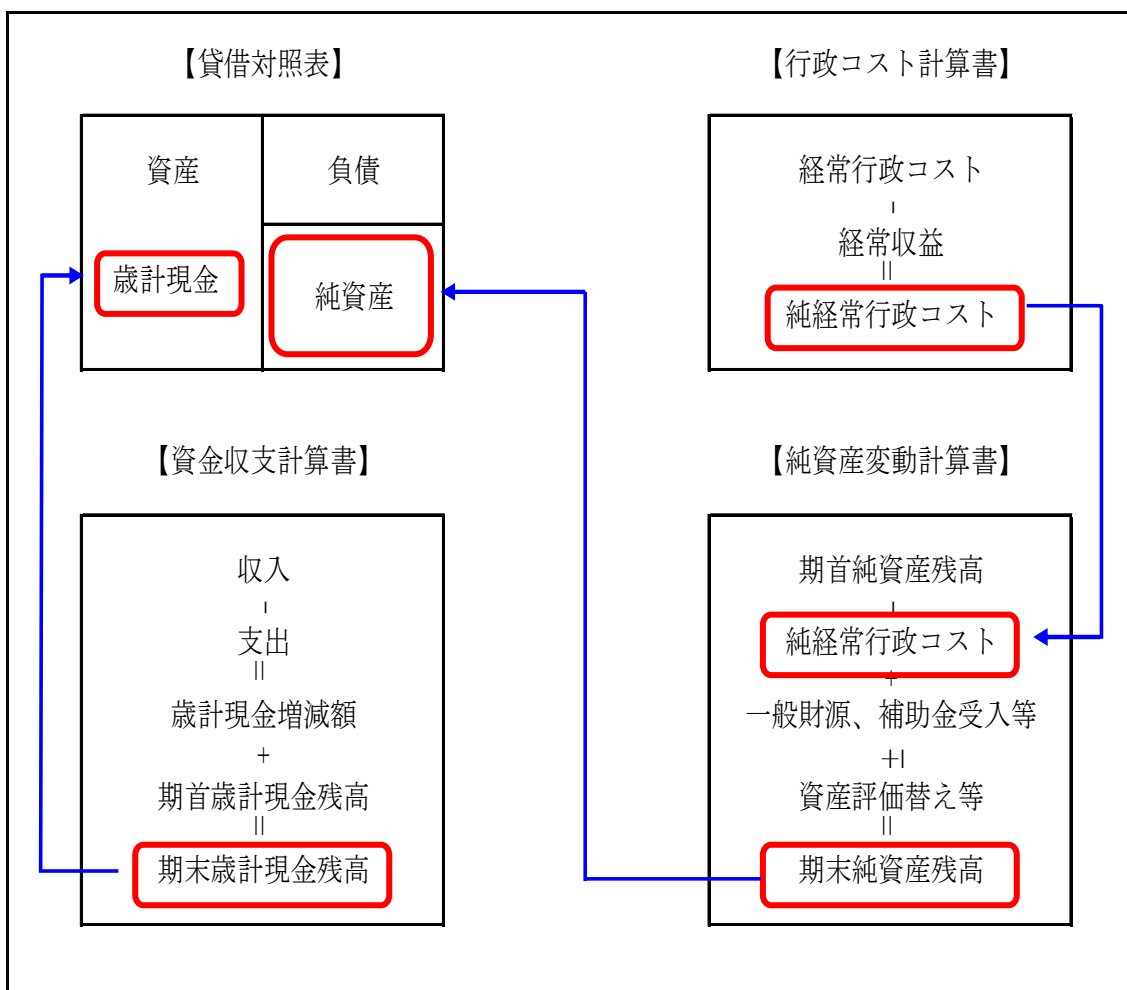 【貸借対照表】
資産
負債
歳計現金
純資産
【行政コスト計算書】
経常行政コスト
－
経常収益
＝
純経常行政コスト
【資金収支計算書】
収入
－
支出
＝
歳計現金増減額
＋
期首歳計現金残高
＝
期末歳計現金残高
【純資産変動計算書】
期首純資産残高
－
純経常行政コスト
＋
一般財源、補助金受入等
±
資産評価替え等
＝
期末純資産残高